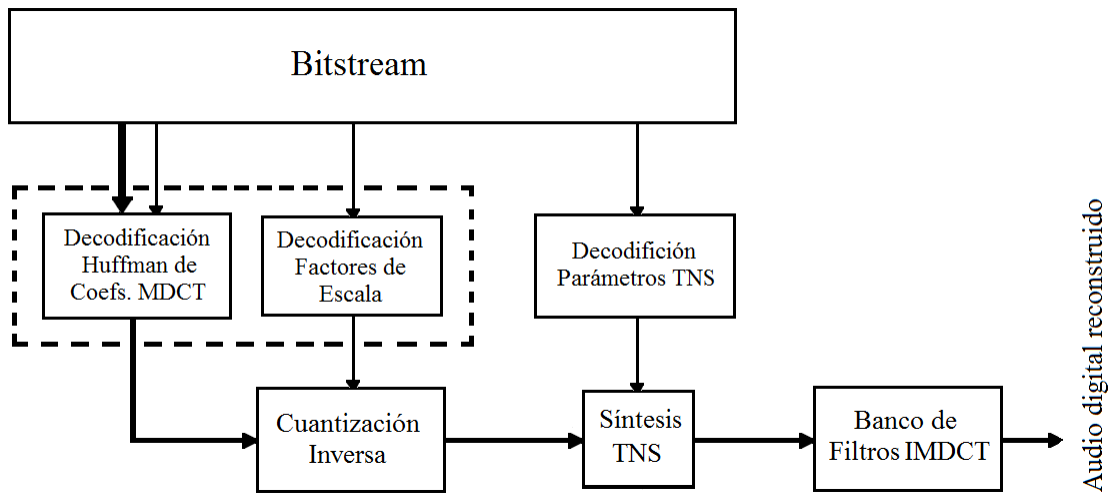 Bitstream
Decodificación
Huffman de
Coefs. MDCT
Decodificación
Factores de
Escala
Decodifición
Parámetros TNS
Cuantización
Inversa
Síntesis
TNS
Banco de
Filtros IMDCT
Audio digital reconstruido